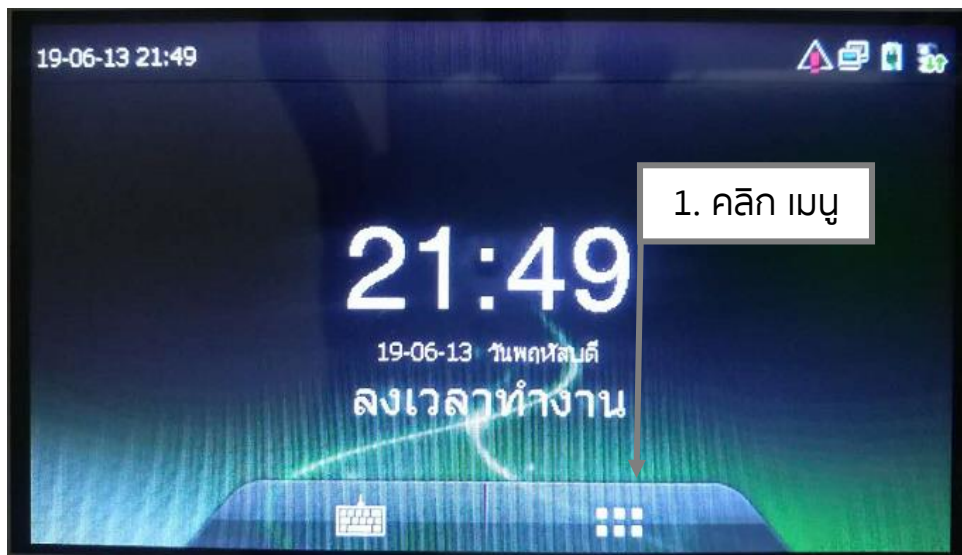 19-06-13 21:49
1. คลิก เมนู
21:49
19-06-13 วันพฤหัสบดี
ลงเวลาทำงาน